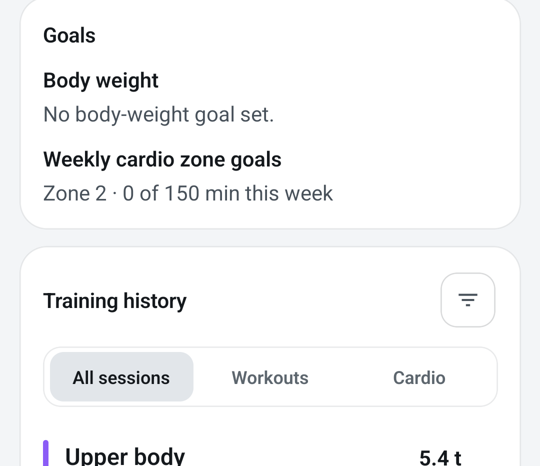 Goals
Body weight
No body-weight goal set.
Weekly cardio zone goals
Zone 2 · 0 of 150 min this week
Training history
All sessions Workouts Cardio
Upper body 5.4 t